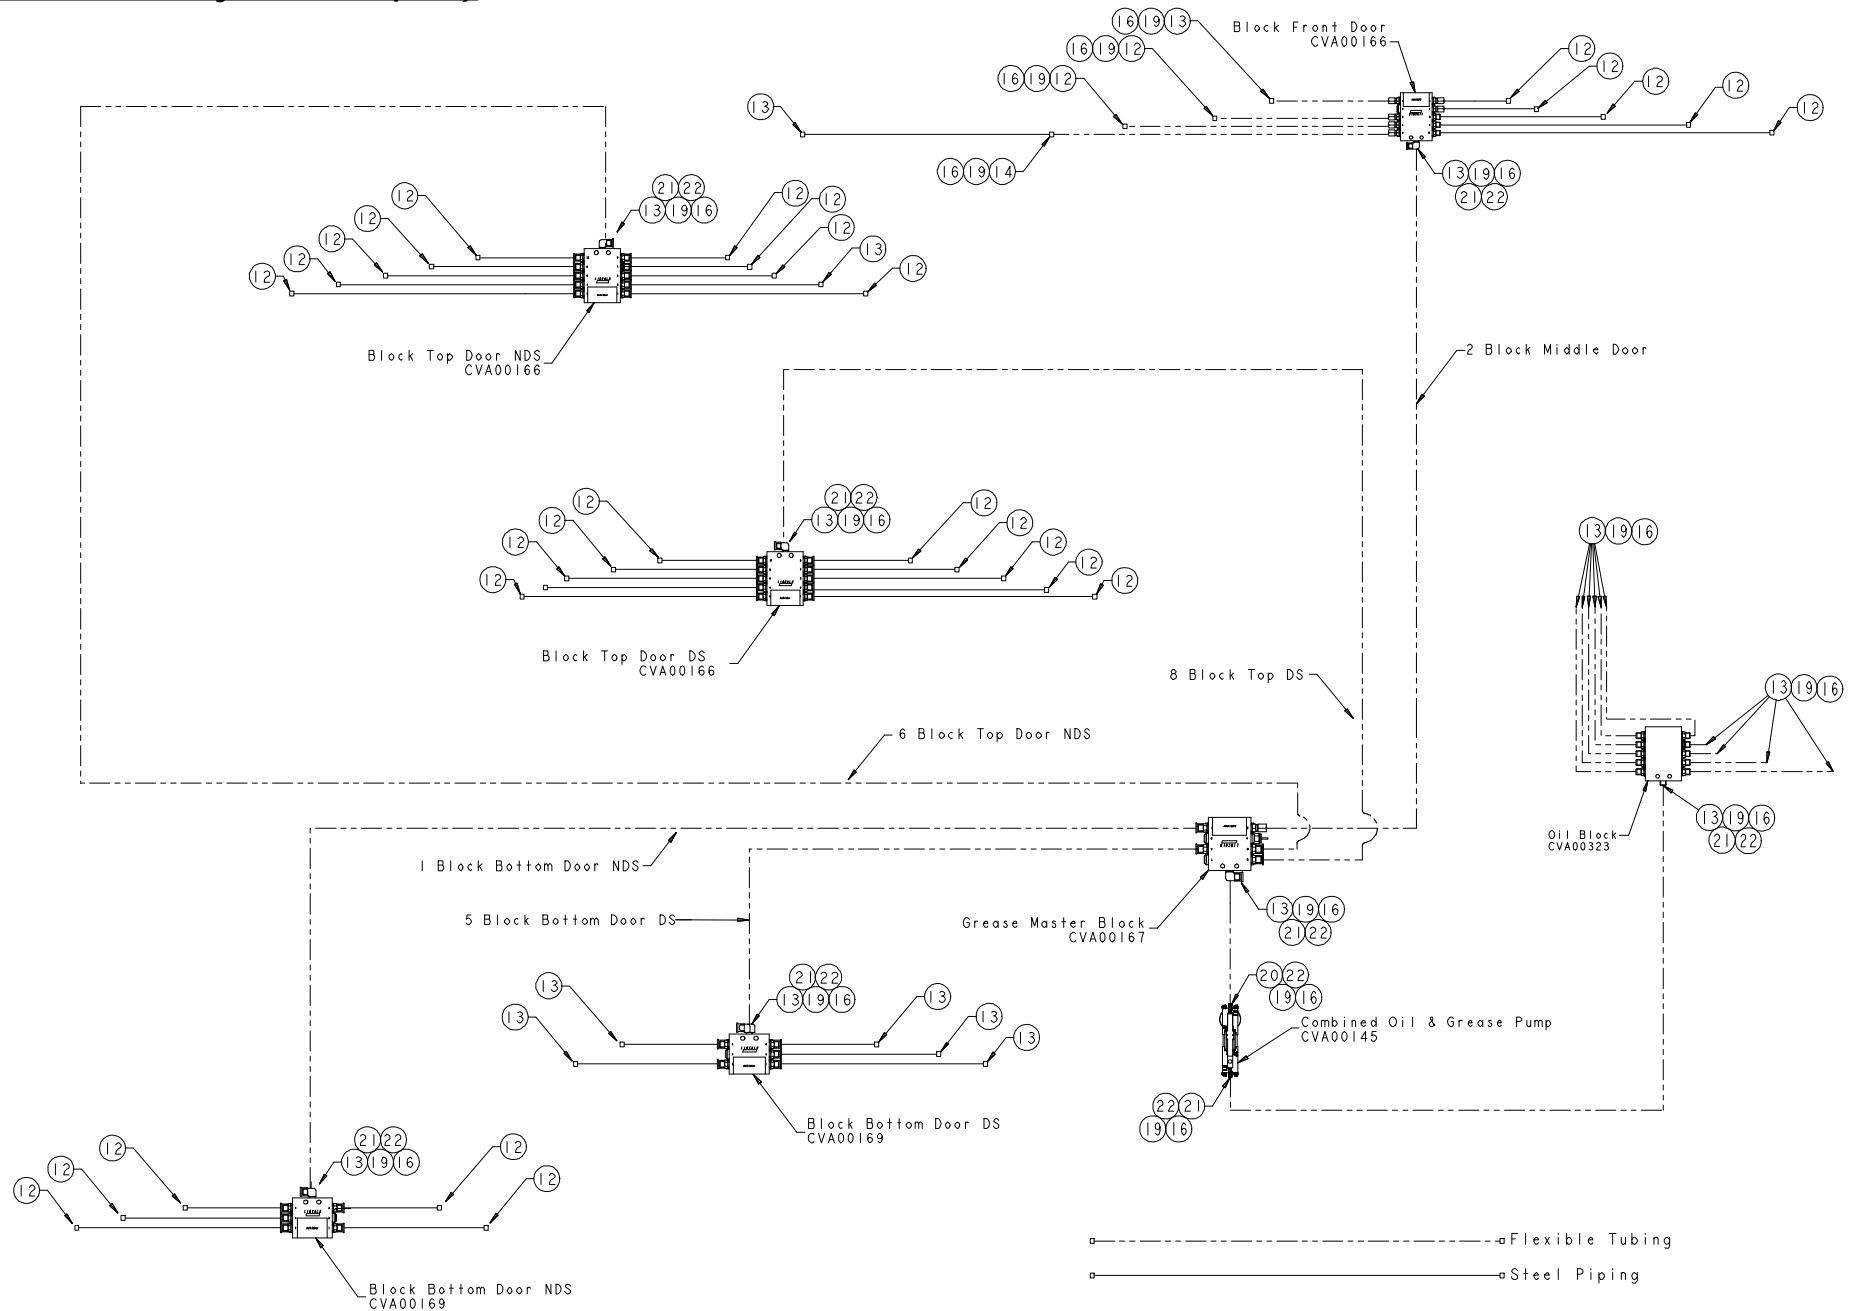 16 19 13
Block Front Door
CVA00166
16 19 12
12
16 19 12
12
12
13
12
12
16 19 14
13 19 16
21 22
21 22
13 19 16
12
12
12
12
12
12
12
12
13
12
12
Block Top Door NDS
CVA00166
2 Block Middle Door
21 22
13 19 16
12
12
12
12
12
12
12
12
12
13 19 16
Block Top Door DS
CVA00166
8 Block Top DS
13 19 16
6 Block Top Door NDS
13 19 16
21 22
Oil Block
CVA00323
1 Block Bottom Door NDS
5 Block Bottom Door DS
Grease Master Block
CVA00167
13 19 16
21 22
20 22
19 16
21 22
13 19 16
13
13
13
13
13
Combined Oil & Grease Pump
CVA00145
22 21
19 16
Block Bottom Door DS
CVA00169
21 22
13 19 16
12
12
12
12
12
Flexible Tubing
Steel Piping
Block Bottom Door NDS
CVA00169